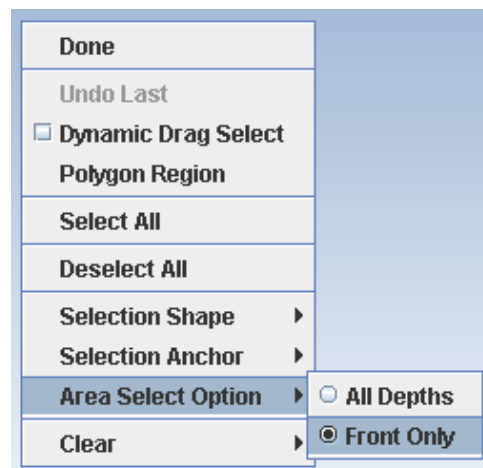 Done
Undo Last
Dynamic Drag Select
Polygon Region
Select All
Deselect All
Selection Shape
Selection Anchor
Area Select Option
All Depths
Clear
Front Only